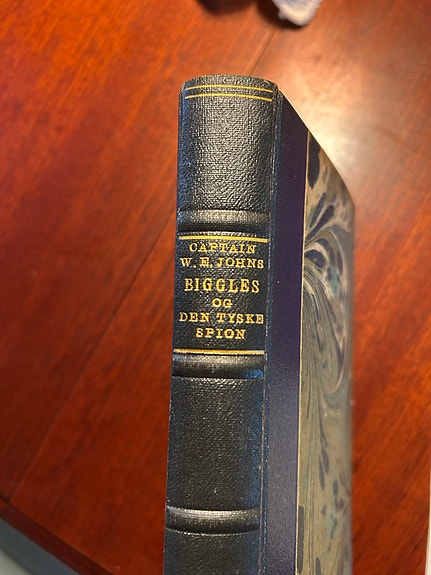 CAPTAIN
W. E. JOHNS
BIGGLES
OG
DEN TYSKE
SPION